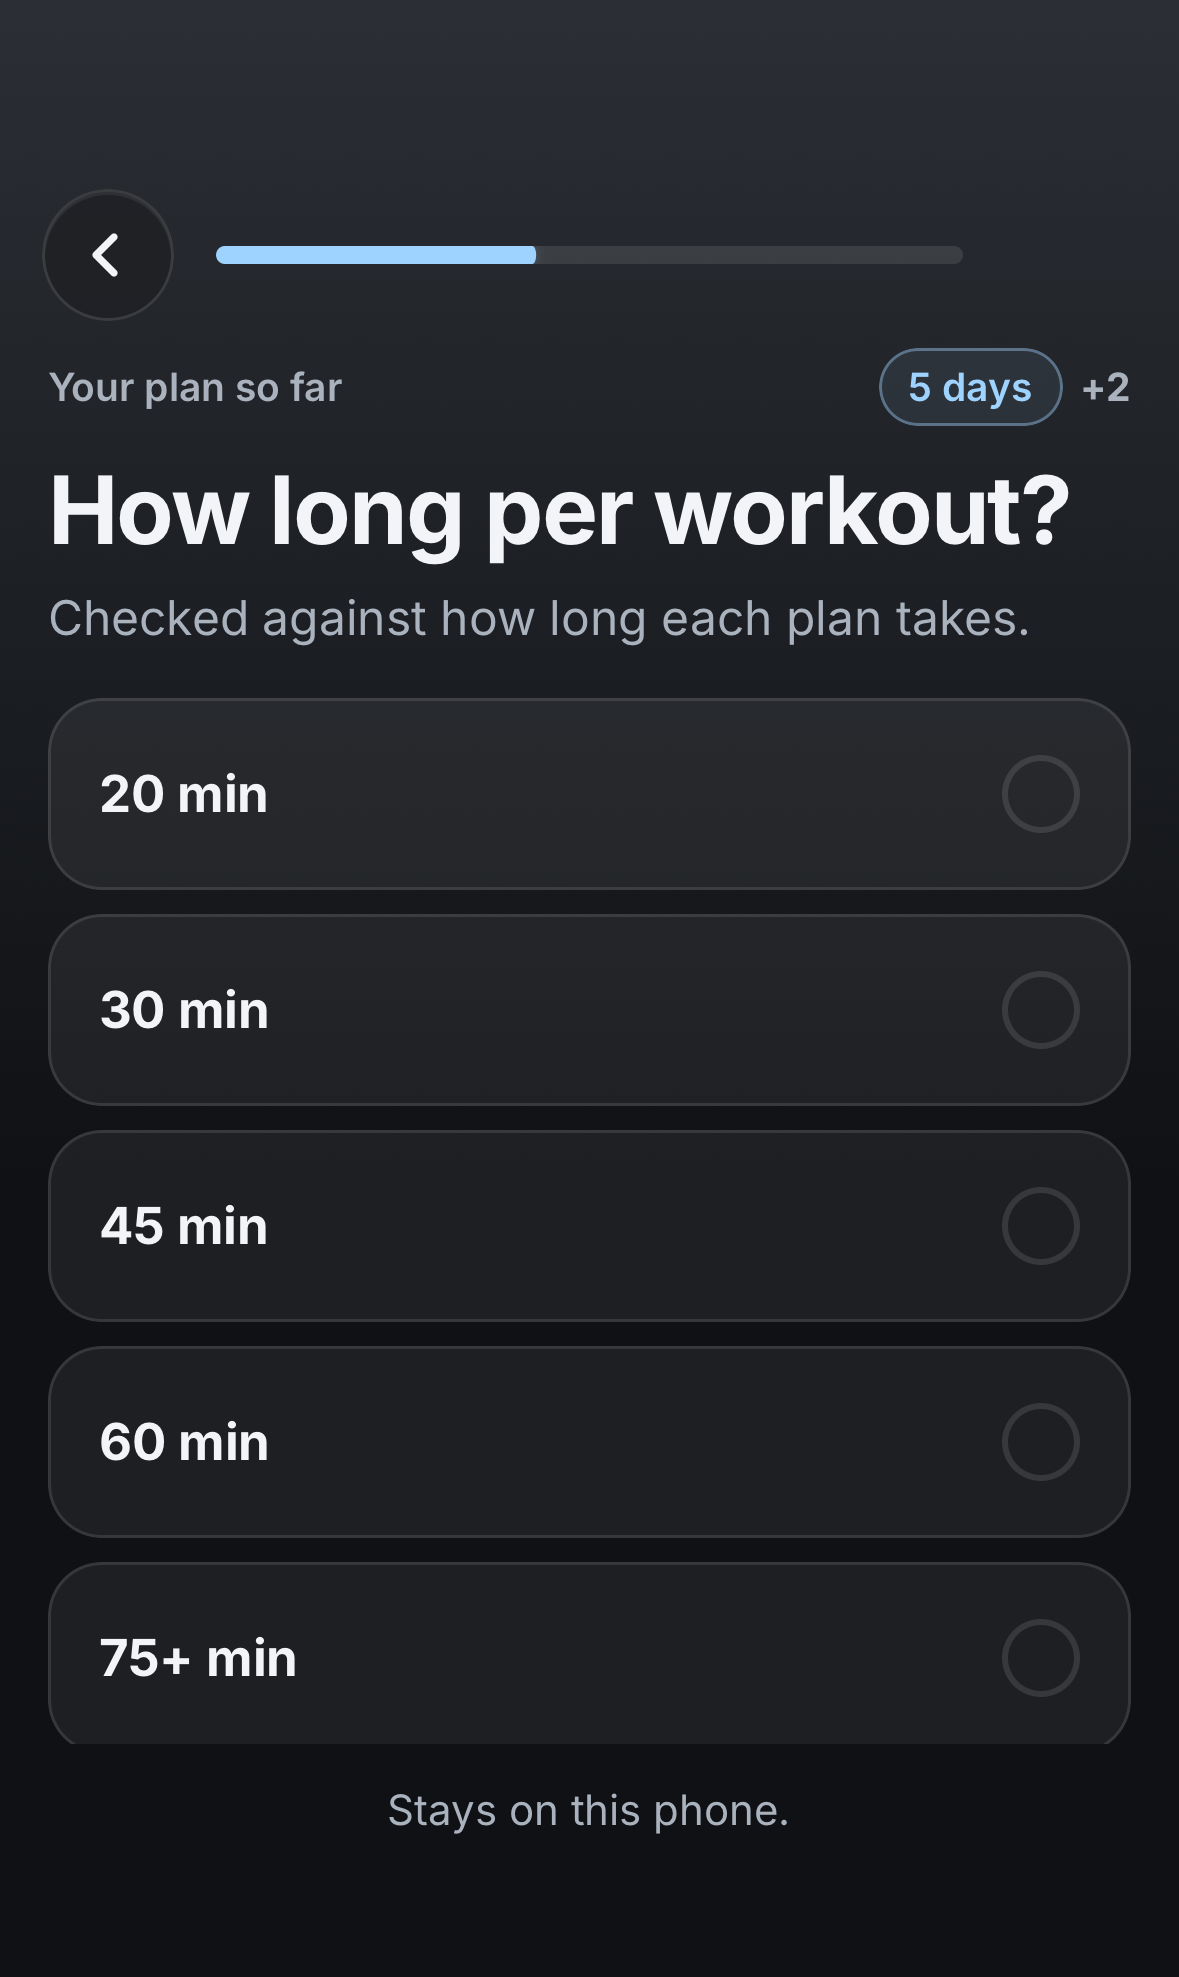 Your plan so far
5 days +2
How long per workout?
Checked against how long each plan takes.
20 min
30 min
45 min
60 min
75+ min
Stays on this phone.